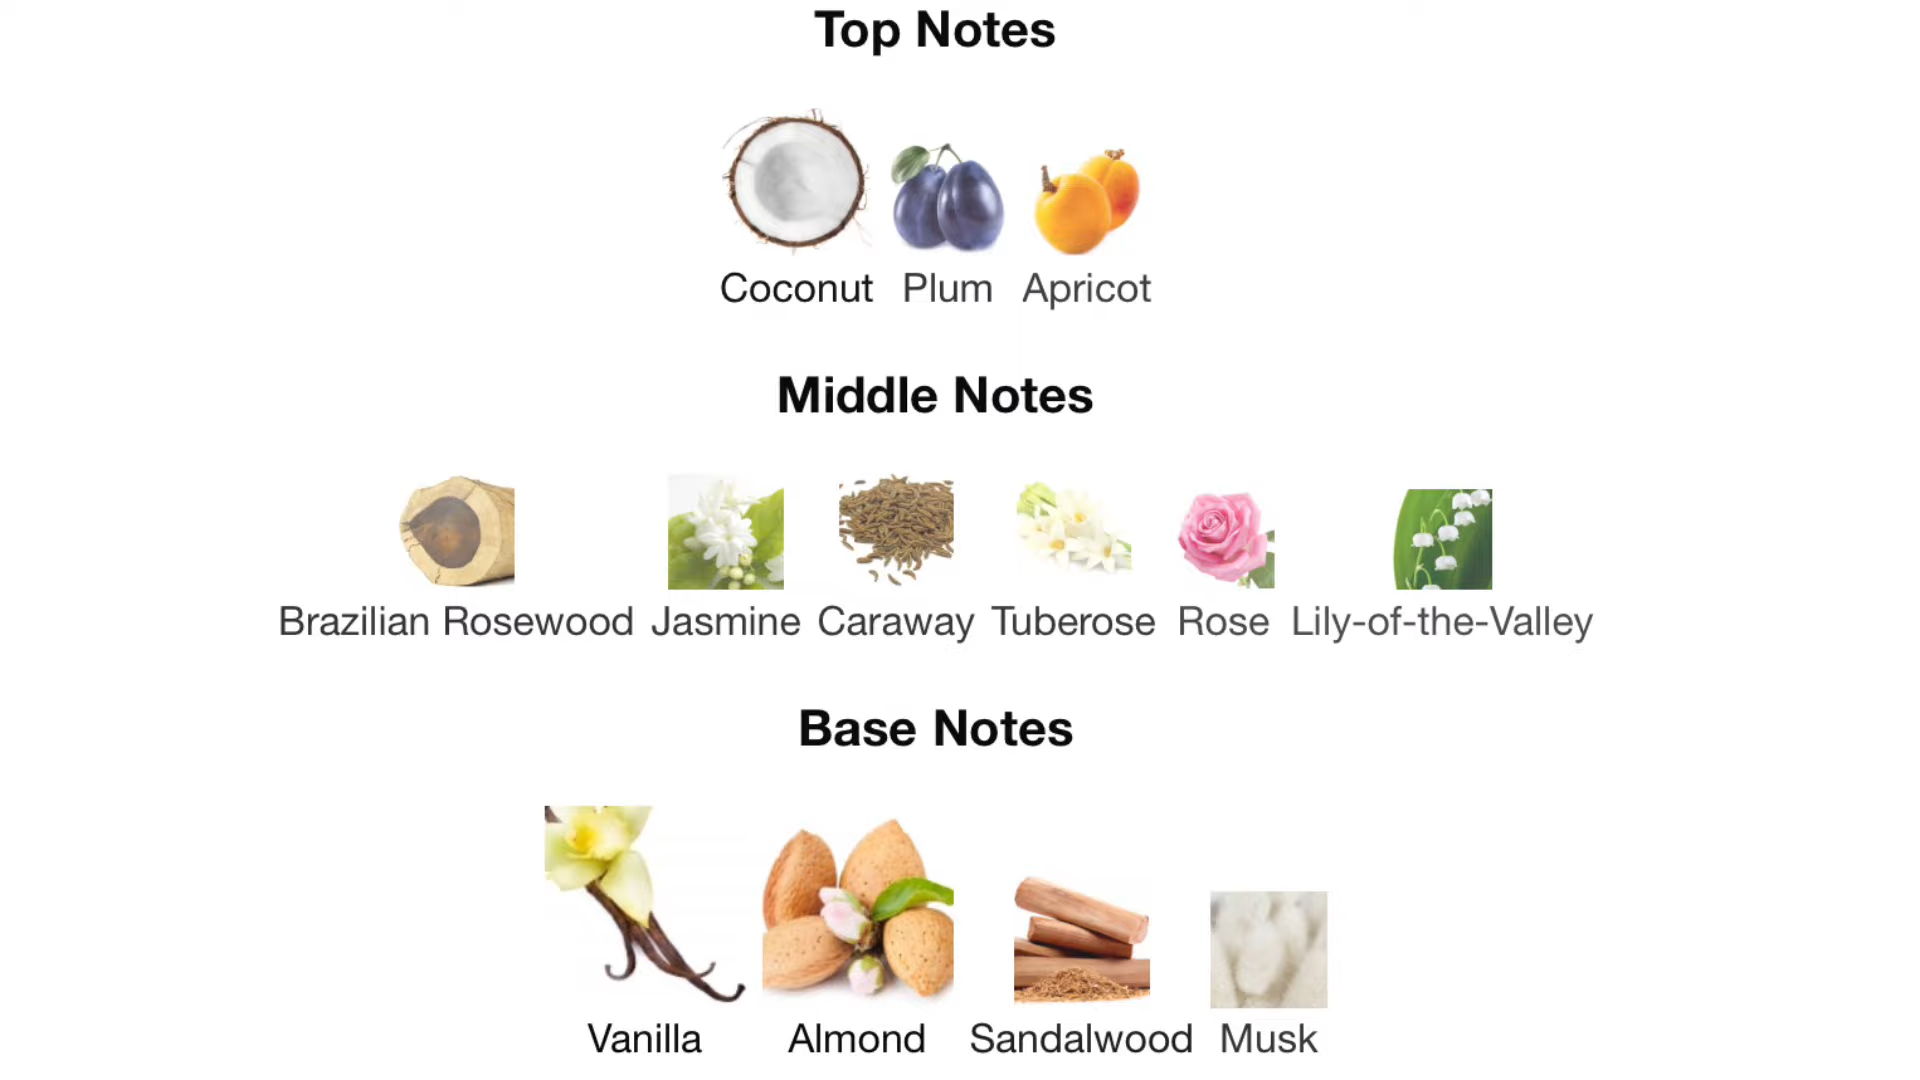 Top Notes
Coconut Plum Apricot
Middle Notes
Brazilian Rosewood Jasmine Caraway Tuberose Rose Lily-of-the-Valley
Base Notes
Vanilla Almond Sandalwood Musk